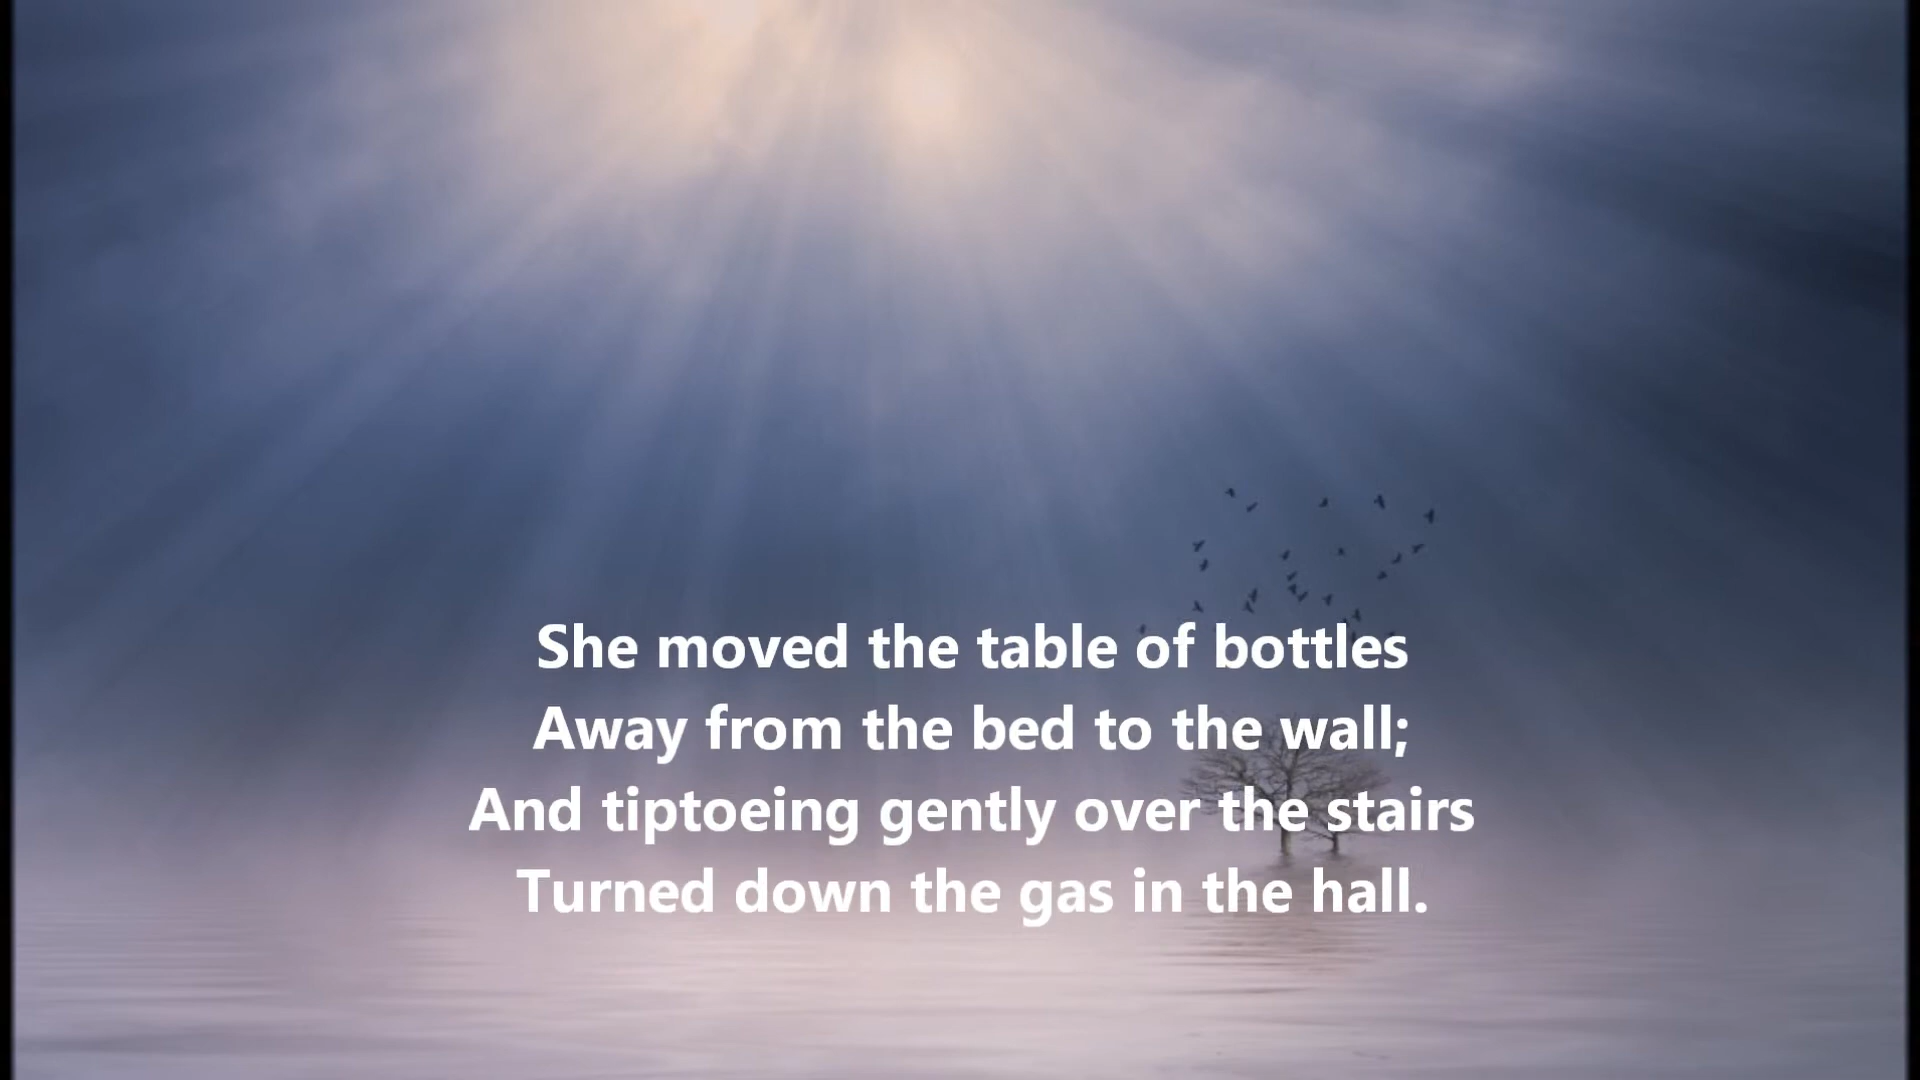 She moved the table of bottles
Away from the bed to the wall;
And tiptoeing gently over the stairs
Turned down the gas in the hall.